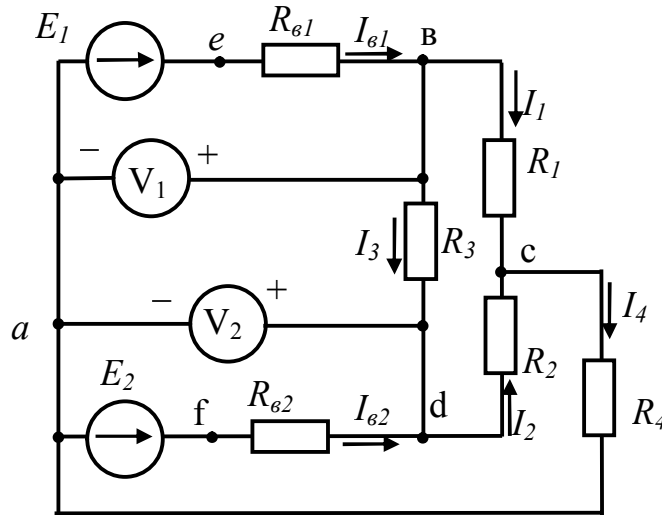 E₁ e Rв1 Iв1 в
I₁
− V₁ + R₁
I₃ R₃ c
I₄
a − V₂ +
E₂ R₂
f Rв2 Iв2 d I₂ R₄